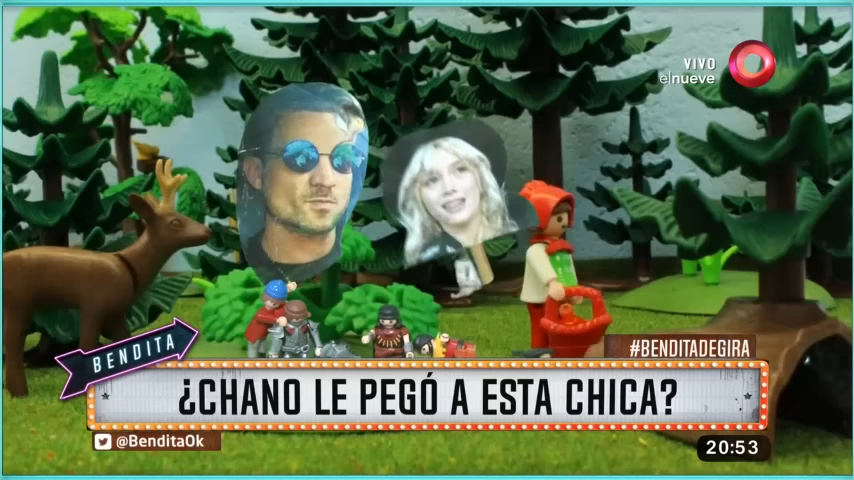 VIVO
elnueve
#BENDITADEGIRA
BENDITA
¿CHANO LE PEGÓ A ESTA CHICA?
@BenditaOk
20:53